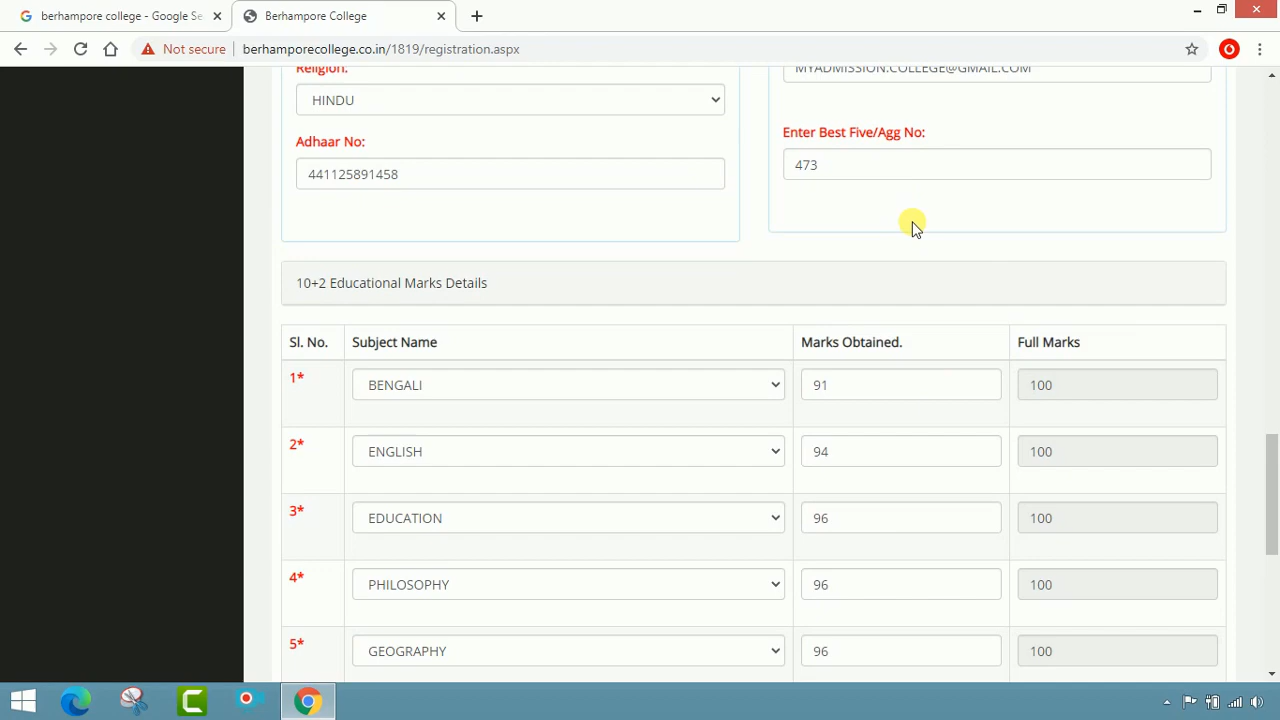 berhampore college - Google Se
Berhampore College
Not secure
berhamporecollege.co.in/1819/registration.aspx
Religion:
MYADMISSION.COLLEGE@GMAIL.COM
HINDU
Enter Best Five/Agg No:
Adhaar No:
473
441125891458
10+2 Educational Marks Details
Sl. No. Subject Name Marks Obtained. Full Marks
1* BENGALI 91 100
2* ENGLISH 94 100
3* EDUCATION 96 100
4* PHILOSOPHY 96 100
5* GEOGRAPHY 96 100